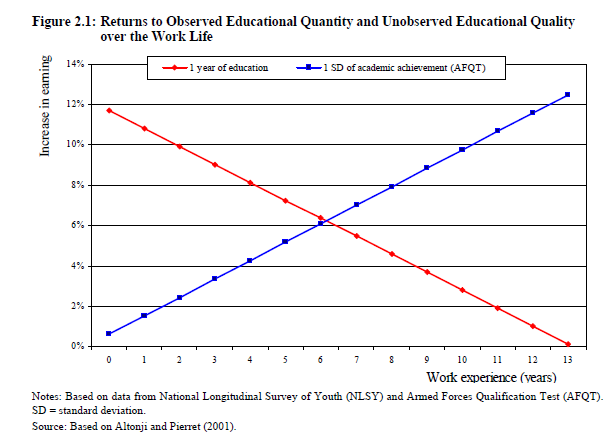 Figure 2.1: Returns to Observed Educational Quantity and Unobserved Educational Quality
over the Work Life
Increase in earning
14%
12%
10%
8%
6%
4%
2%
0%
1 year of education
1 SD of academic achievement (AFQT)
0 1 2 3 4 5 6 7 8 9 10 11 12 13
Work experience (years)
Notes: Based on data from National Longitudinal Survey of Youth (NLSY) and Armed Forces Qualification Test (AFQT).
SD = standard deviation.
Source: Based on Altonji and Pierret (2001).